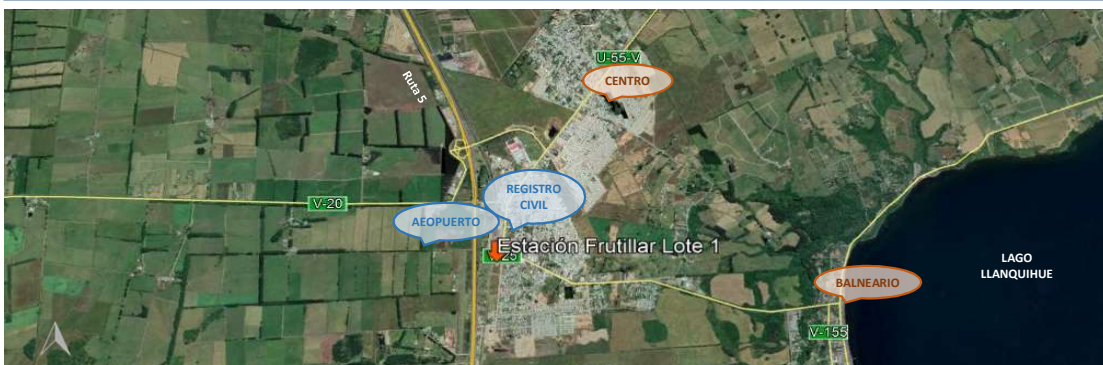 U-55-V
CENTRO
Ruta 5
REGISTRO
CIVIL
V-20
AEOPUERTO
Estación Frutillar Lote 1
V-25
LAGO
LLANQUIHUE
BALNEARIO
V-155